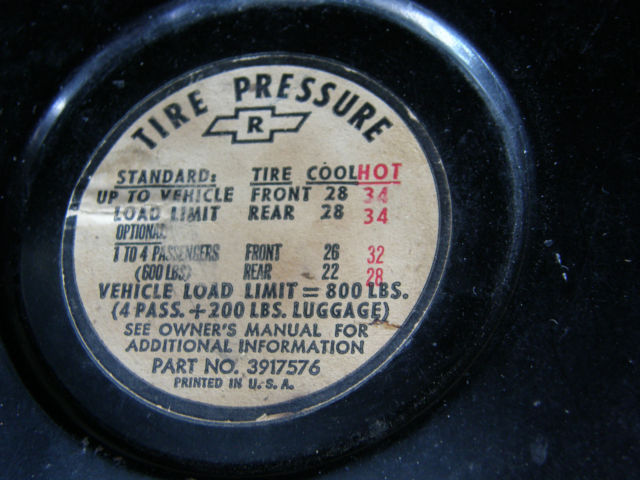 TIRE PRESSURE
R
STANDARD: TIRE COOL HOT
UP TO VEHICLE FRONT 28 34
LOAD LIMIT REAR 28 34
OPTIONAL
1 TO 4 PASSENGERS FRONT 26 32
(600 LBS) REAR 22 28
VEHICLE LOAD LIMIT = 800 LBS.
(4 PASS. + 200 LBS. LUGGAGE)
SEE OWNER'S MANUAL FOR
ADDITIONAL INFORMATION
PART NO. 3917576
PRINTED IN U.S.A.